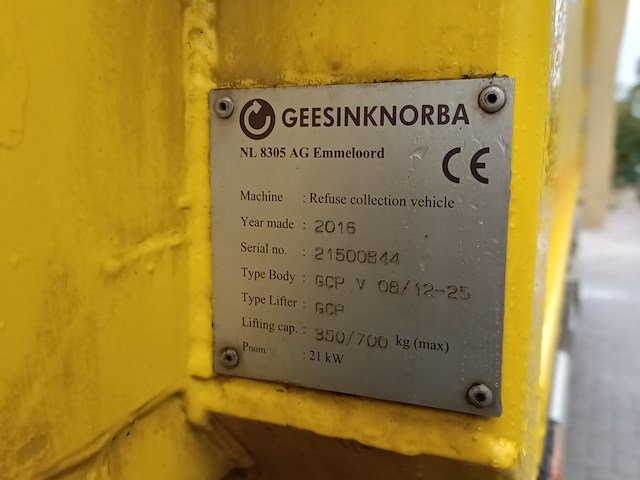 GEESINKNORBA
NL 8305 AG Emmeloord
CE
Machine : Refuse collection vehicle
Year made : 2016
Serial no. : 21500844
Type Body : GCP V 08/12-25
Type Lifter : GCP
Lifting cap. : 350/700 kg (max)
Pnom. : 21 kW